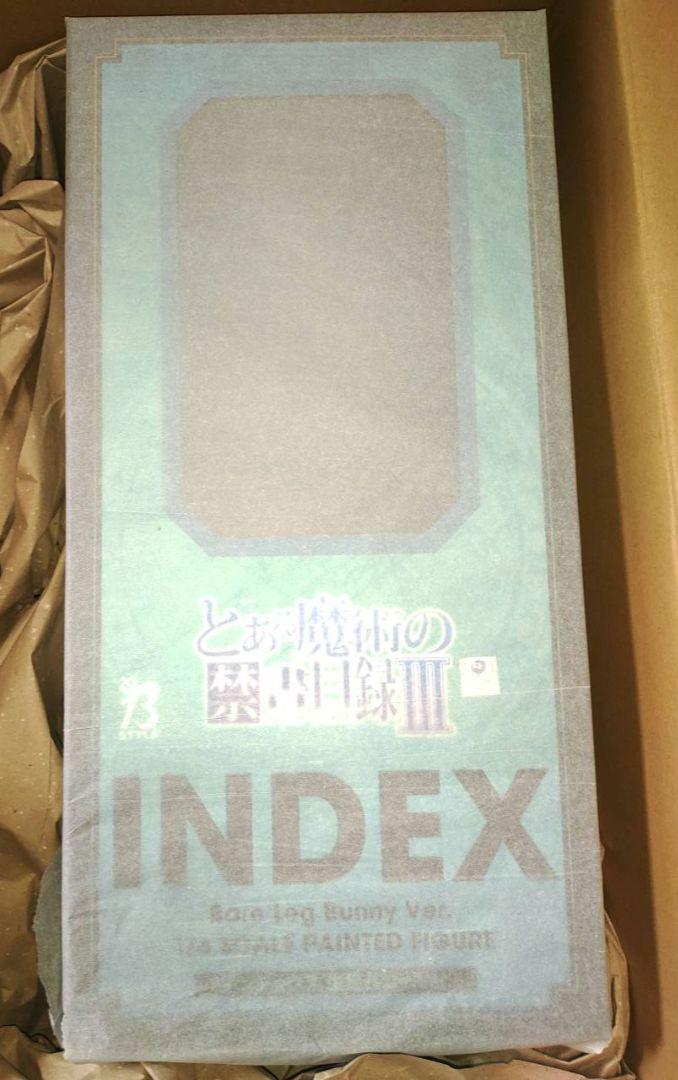 とある魔術の
禁書目録III
B-STYLE
INDEX
Bare Leg Bunny Ver.
1/4 SCALE PAINTED FIGURE